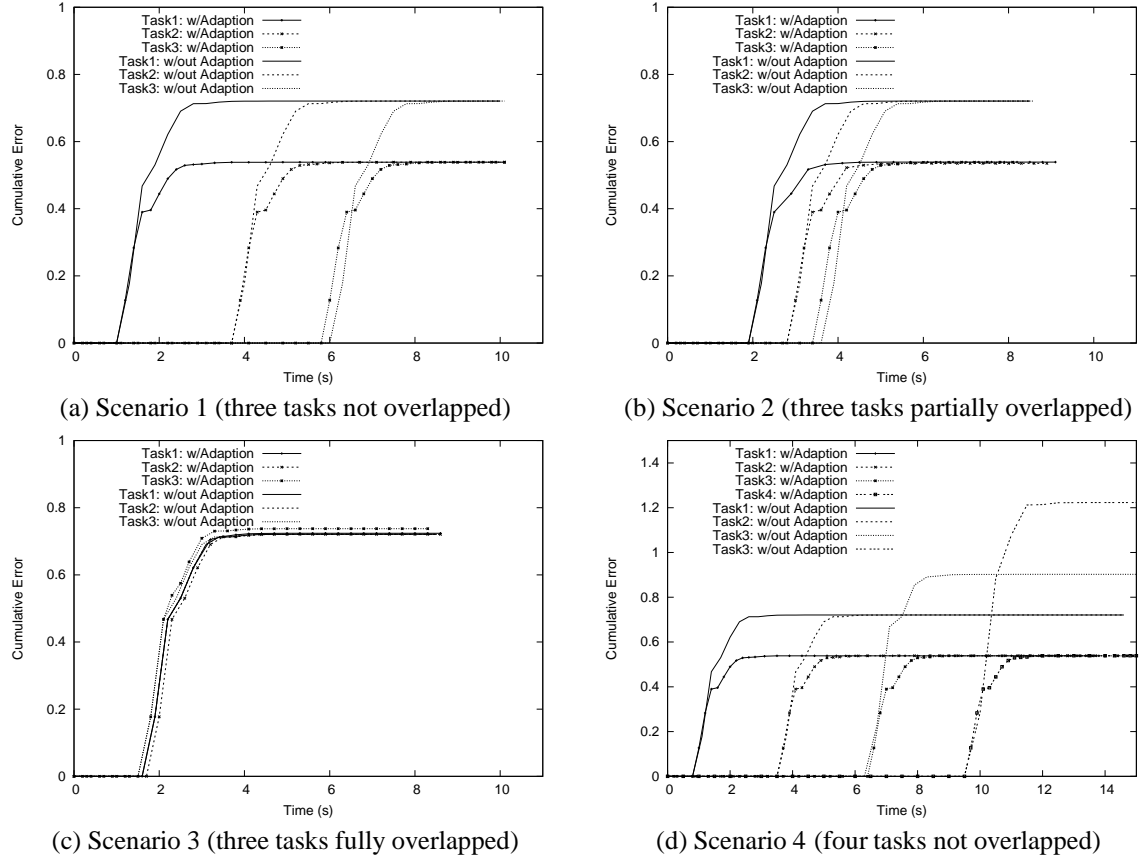 1
0.8
0.6
0.4
0.2
0
Cumulative Error
Task1: w/Adaption
Task2: w/Adaption
Task3: w/Adaption
Task1: w/out Adaption
Task2: w/out Adaption
Task3: w/out Adaption
0 2 4 6 8 10
Time (s)
(a) Scenario 1 (three tasks not overlapped)
1
0.8
0.6
0.4
0.2
0
Cumulative Error
Task1: w/Adaption
Task2: w/Adaption
Task3: w/Adaption
Task1: w/out Adaption
Task2: w/out Adaption
Task3: w/out Adaption
0 2 4 6 8 10
Time (s)
(b) Scenario 2 (three tasks partially overlapped)
1
0.8
0.6
0.4
0.2
0
Cumulative Error
Task1: w/Adaption
Task2: w/Adaption
Task3: w/Adaption
Task1: w/out Adaption
Task2: w/out Adaption
Task3: w/out Adaption
0 2 4 6 8 10
Time (s)
(c) Scenario 3 (three tasks fully overlapped)
1.4
1.2
1
0.8
0.6
0.4
0.2
0
Cumulative Error
Task1: w/Adaption
Task2: w/Adaption
Task3: w/Adaption
Task4: w/Adaption
Task1: w/out Adaption
Task2: w/out Adaption
Task3: w/out Adaption
Task3: w/out Adaption
0 2 4 6 8 10 12 14
Time (s)
(d) Scenario 4 (four tasks not overlapped)